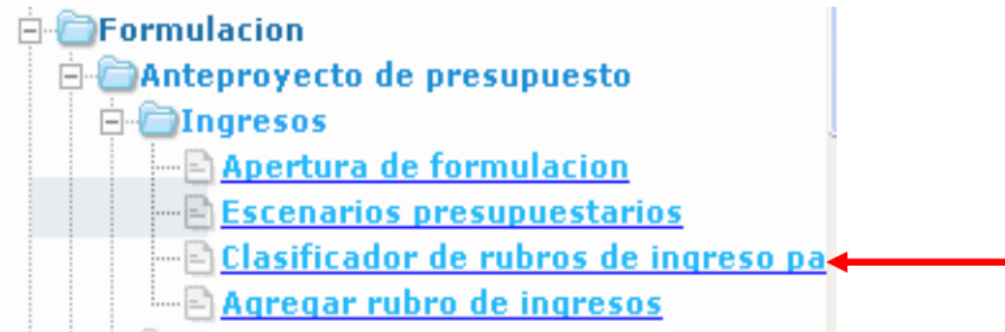 Formulacion
Anteproyecto de presupuesto
Ingresos
Apertura de formulacion
Escenarios presupuestarios
Clasificador de rubros de ingreso pa
Agregar rubro de ingresos